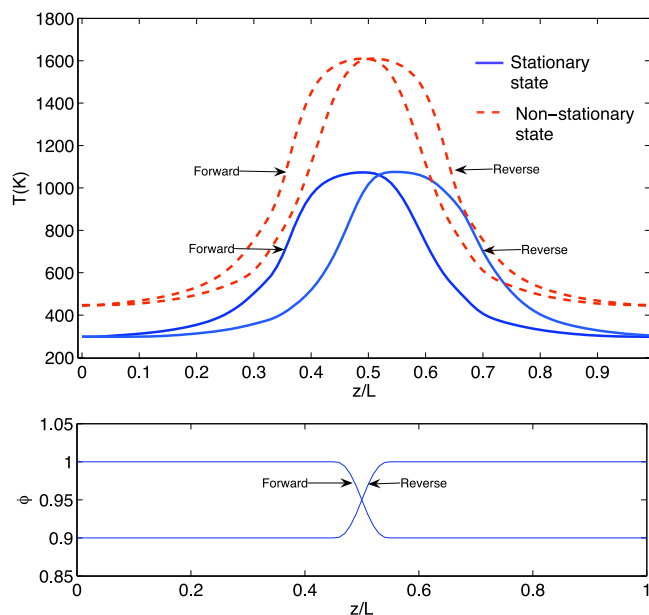 1800
1600
1400
1200
1000
800
600
400
200
T(K)
Stationary
state
Non−stationary
state
Forward
Reverse
Forward
Reverse
0 0.1 0.2 0.3 0.4 0.5 0.6 0.7 0.8 0.9
z/L
1.05
1
0.95
0.9
0.85
ϕ
Forward
Reverse
0 0.2 0.4 0.6 0.8 1
z/L